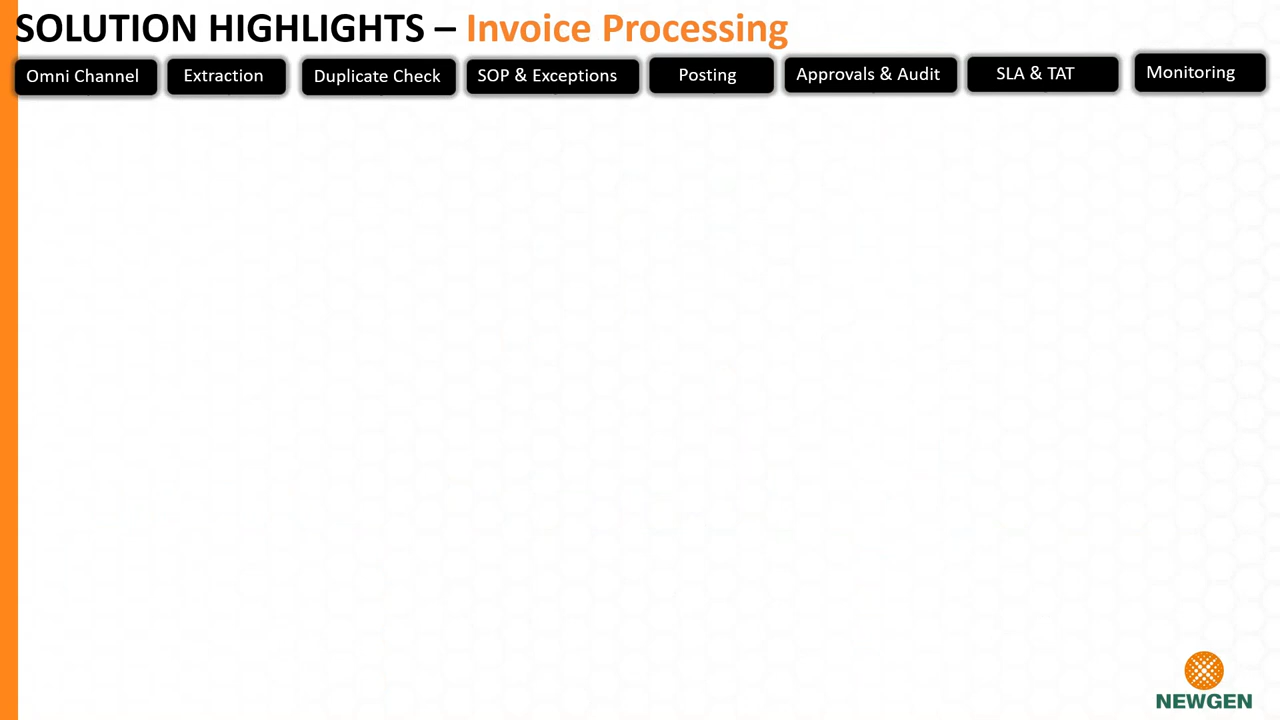 SOLUTION HIGHLIGHTS – Invoice Processing
Omni Channel
Extraction
Duplicate Check
SOP & Exceptions
Posting
Approvals & Audit
SLA & TAT
Monitoring
NEWGEN